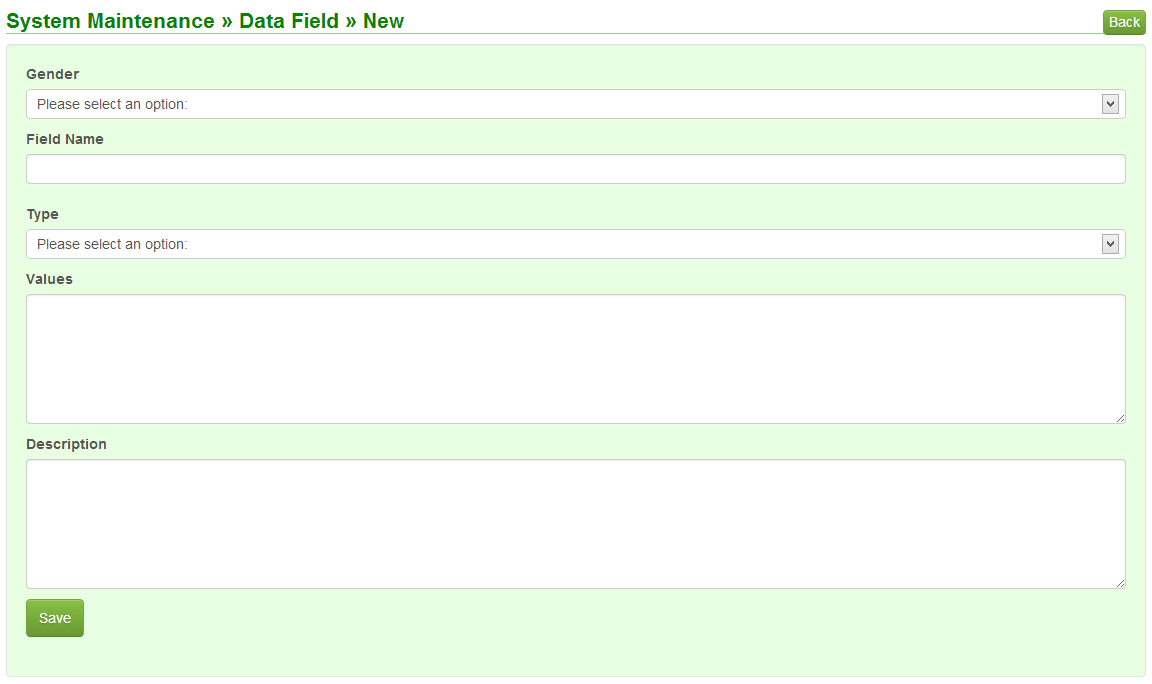 System Maintenance » Data Field » New
Back
Gender
Please select an option:
Field Name
Type
Please select an option:
Values
Description
Save